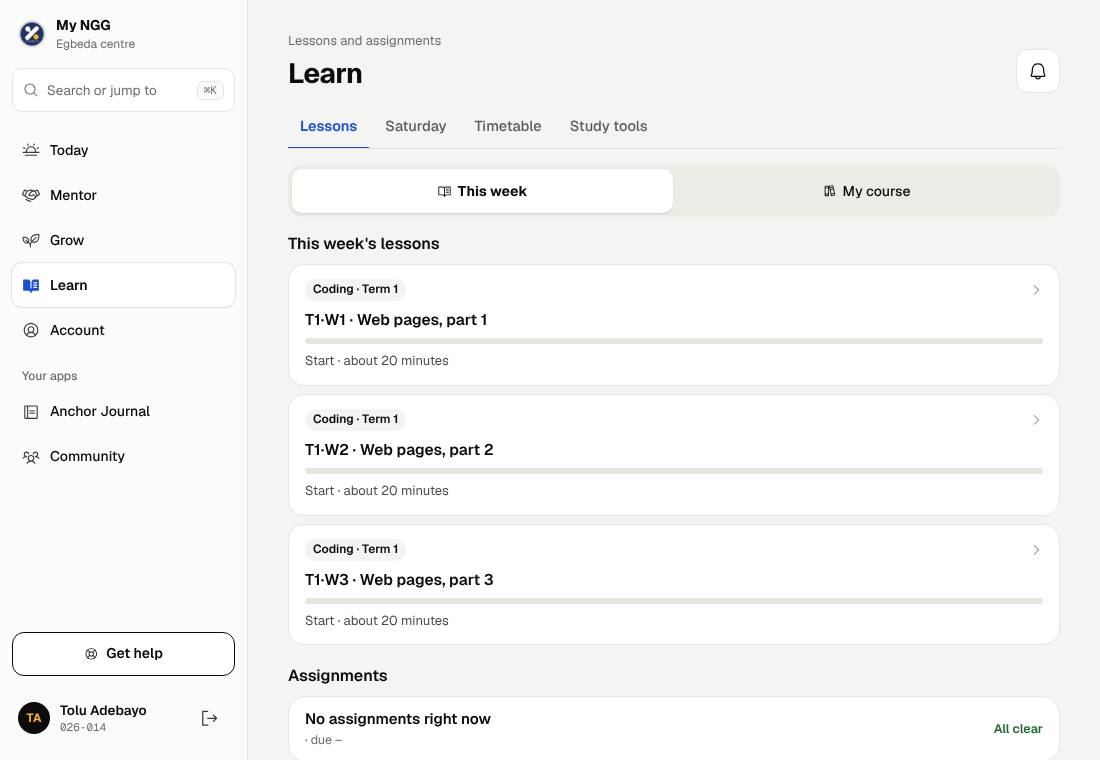 My NGG
Egbeda centre
Search or jump to
⌘K
Today
Mentor
Grow
Learn
Account
Your apps
Anchor Journal
Community
Get help
TA
Tolu Adebayo
026-014
Lessons and assignments
Learn
Lessons
Saturday
Timetable
Study tools
This week
My course
This week's lessons
Coding · Term 1
T1·W1 · Web pages, part 1
Start · about 20 minutes
Coding · Term 1
T1·W2 · Web pages, part 2
Start · about 20 minutes
Coding · Term 1
T1·W3 · Web pages, part 3
Start · about 20 minutes
Assignments
No assignments right now
· due –
All clear